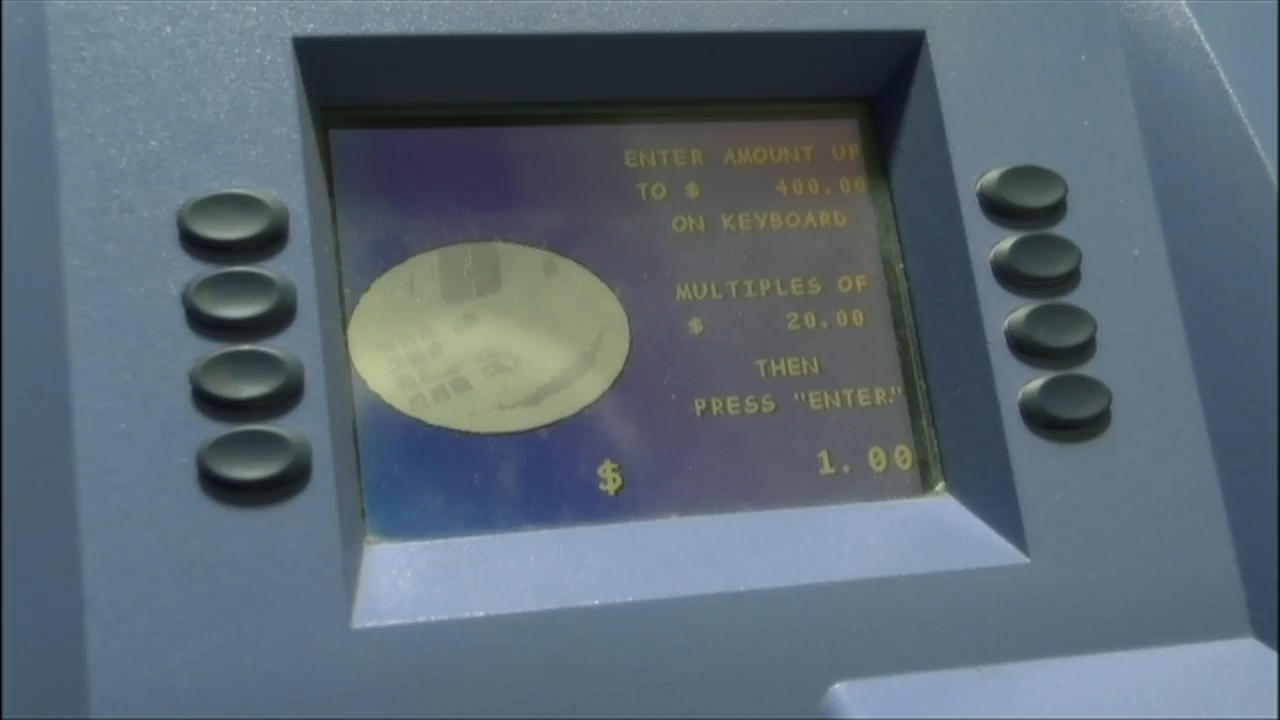 ENTER AMOUNT UP
TO $ 400.00
ON KEYBOARD
MULTIPLES OF
$ 20.00
THEN
PRESS "ENTER."
$ 1.00